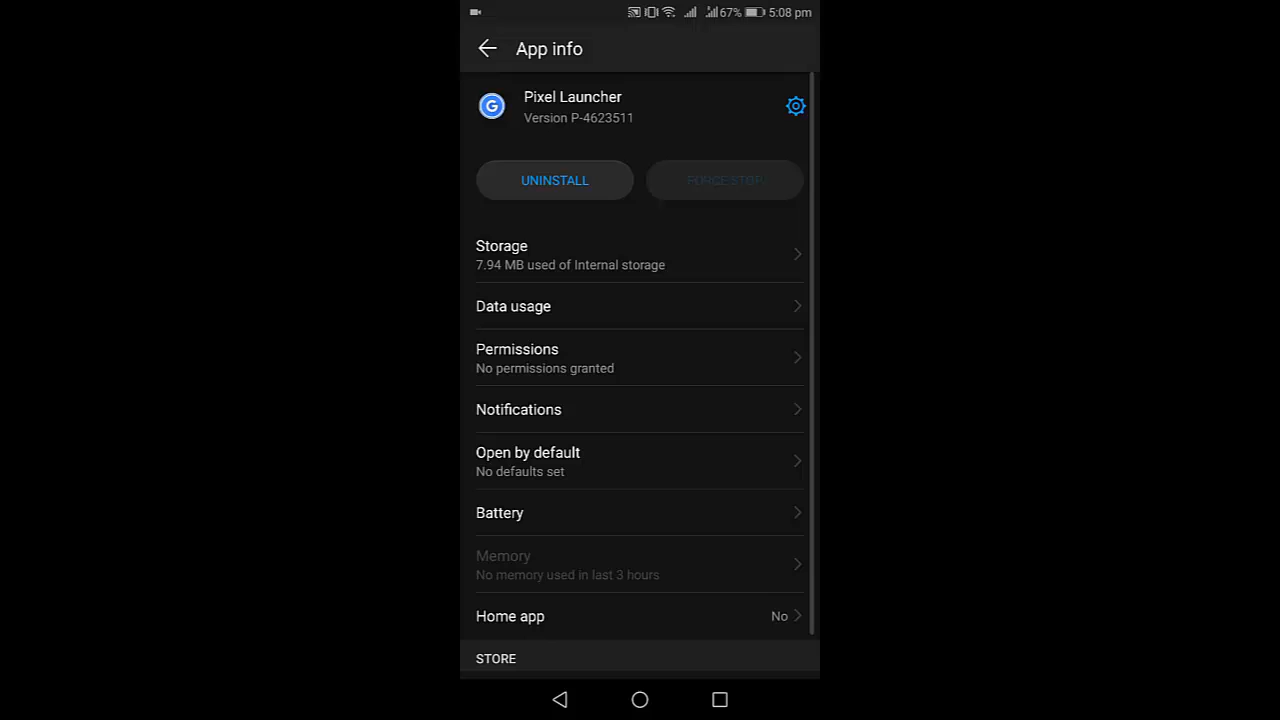 67% 5:08 pm
App info
G
Pixel Launcher
Version P-4623511
UNINSTALL
FORCE STOP
Storage
7.94 MB used of Internal storage
Data usage
Permissions
No permissions granted
Notifications
Open by default
No defaults set
Battery
Memory
No memory used in last 3 hours
Home app No
STORE